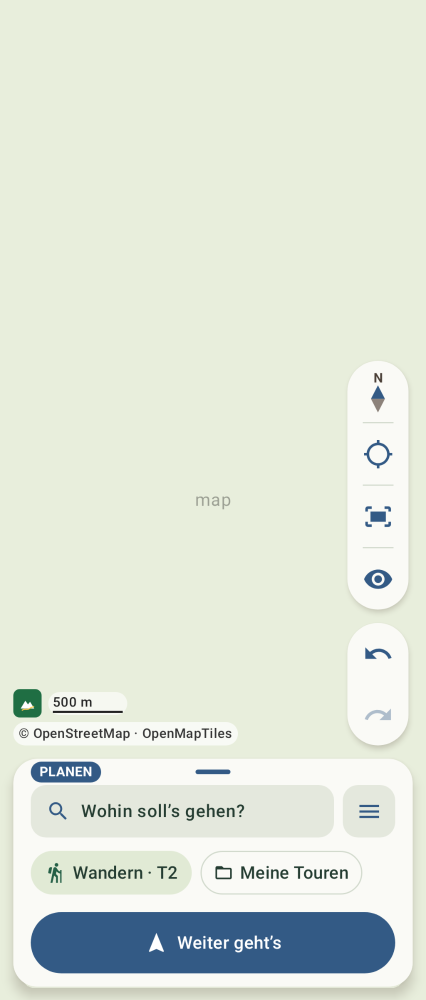 N
map
500 m
© OpenStreetMap · OpenMapTiles
PLANEN
Wohin soll’s gehen?
Wandern · T2
Meine Touren
Weiter geht’s